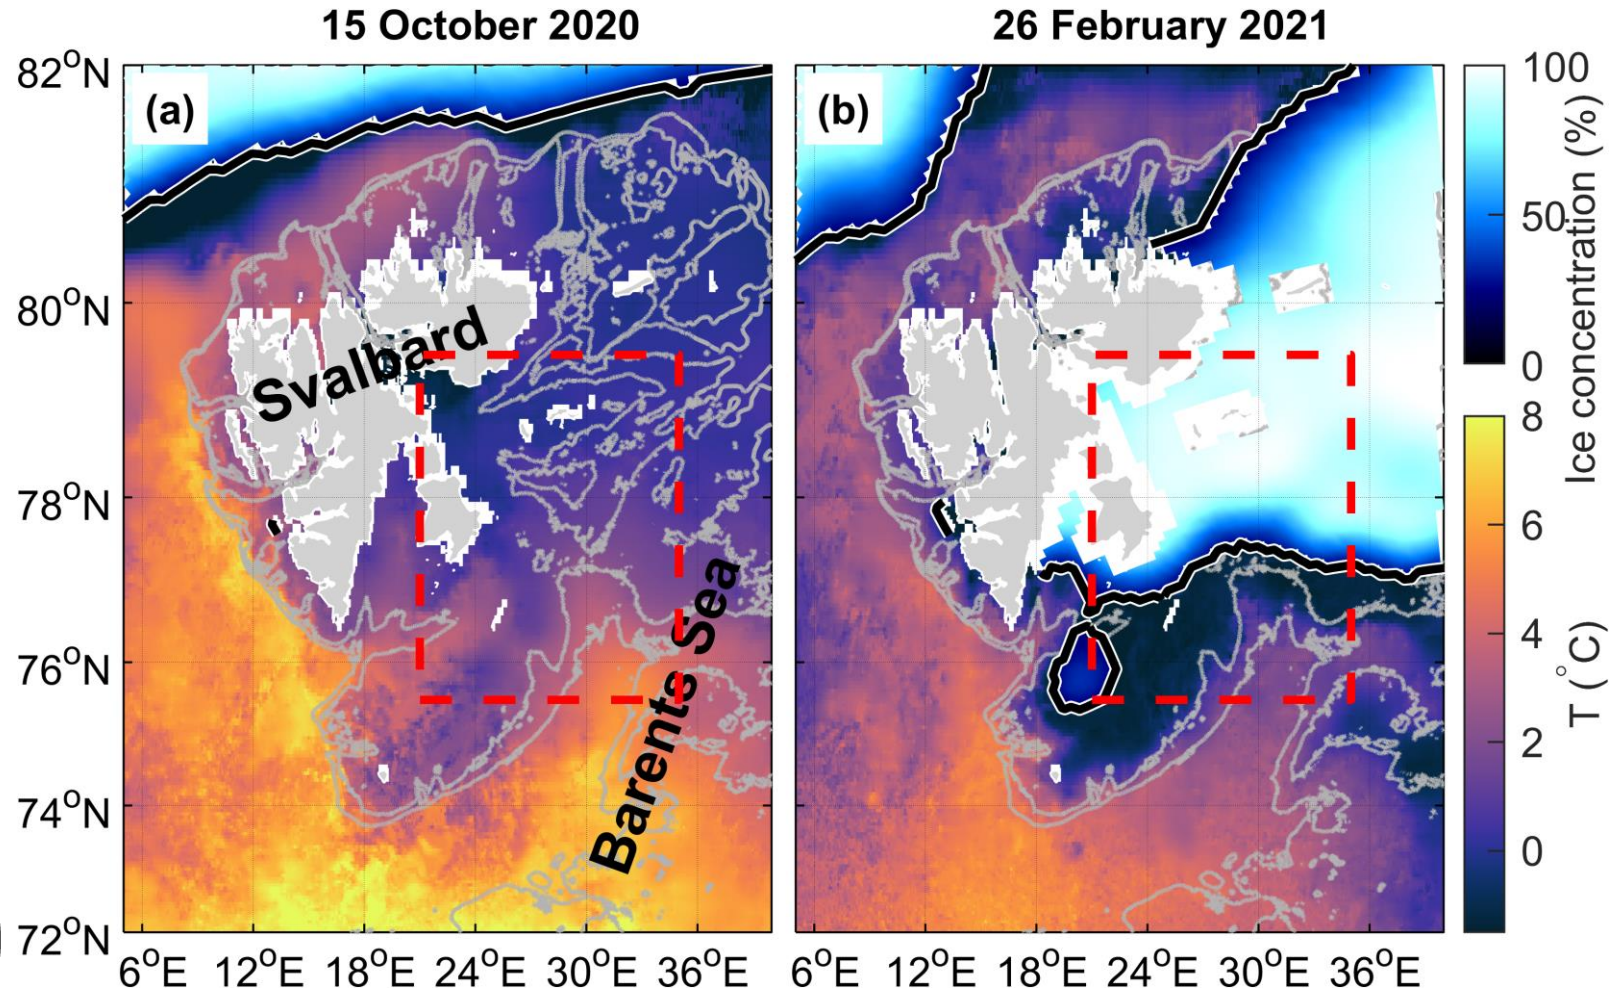 15 October 2020
26 February 2021
(a)
(b)
82°N
80°N
78°N
76°N
74°N
72°N
Svalbard
Barents Sea
6°E 12°E 18°E 24°E 30°E 36°E
6°E 12°E 18°E 24°E 30°E 36°E
100
50
0
Ice concentration (%)
8
6
4
2
0
T (°C)